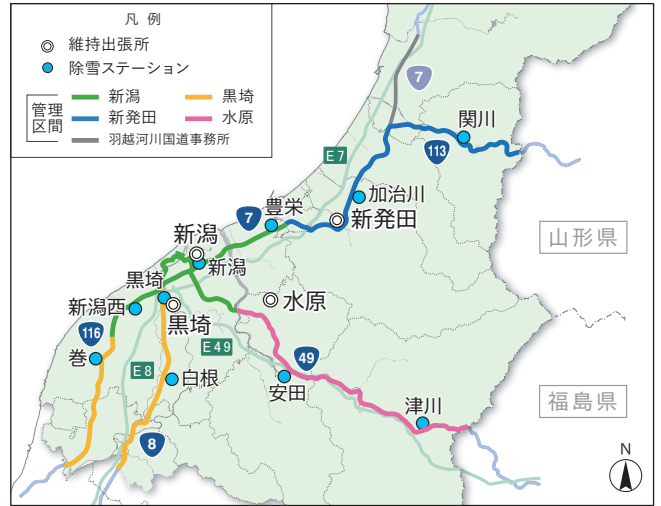 凡 例
維持出張所
除雪ステーション
管理
区間
新潟
黒埼
新発田
水原
羽越河川国道事務所
7
関川
113
E7
加治川
豊栄
7
新発田
山形県
新潟
新潟
黒埼
水原
新潟西
黒埼
116
E49
巻
49
E8
白根
安田
福島県
津川
8
N